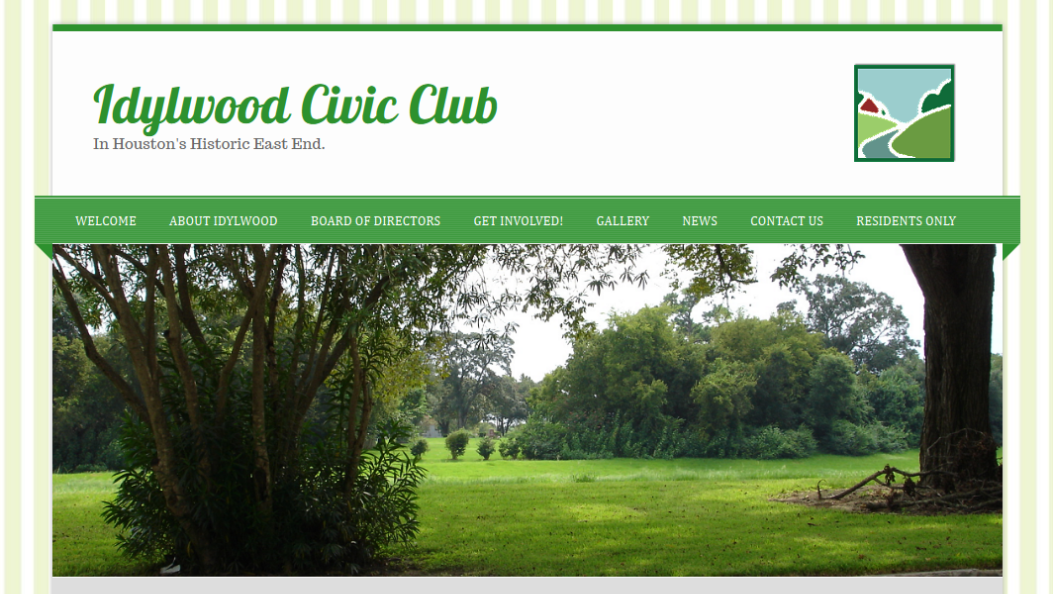 Idylwood Civic Club
In Houston's Historic East End.
WELCOME ABOUT IDYLWOOD BOARD OF DIRECTORS GET INVOLVED! GALLERY NEWS CONTACT US RESIDENTS ONLY